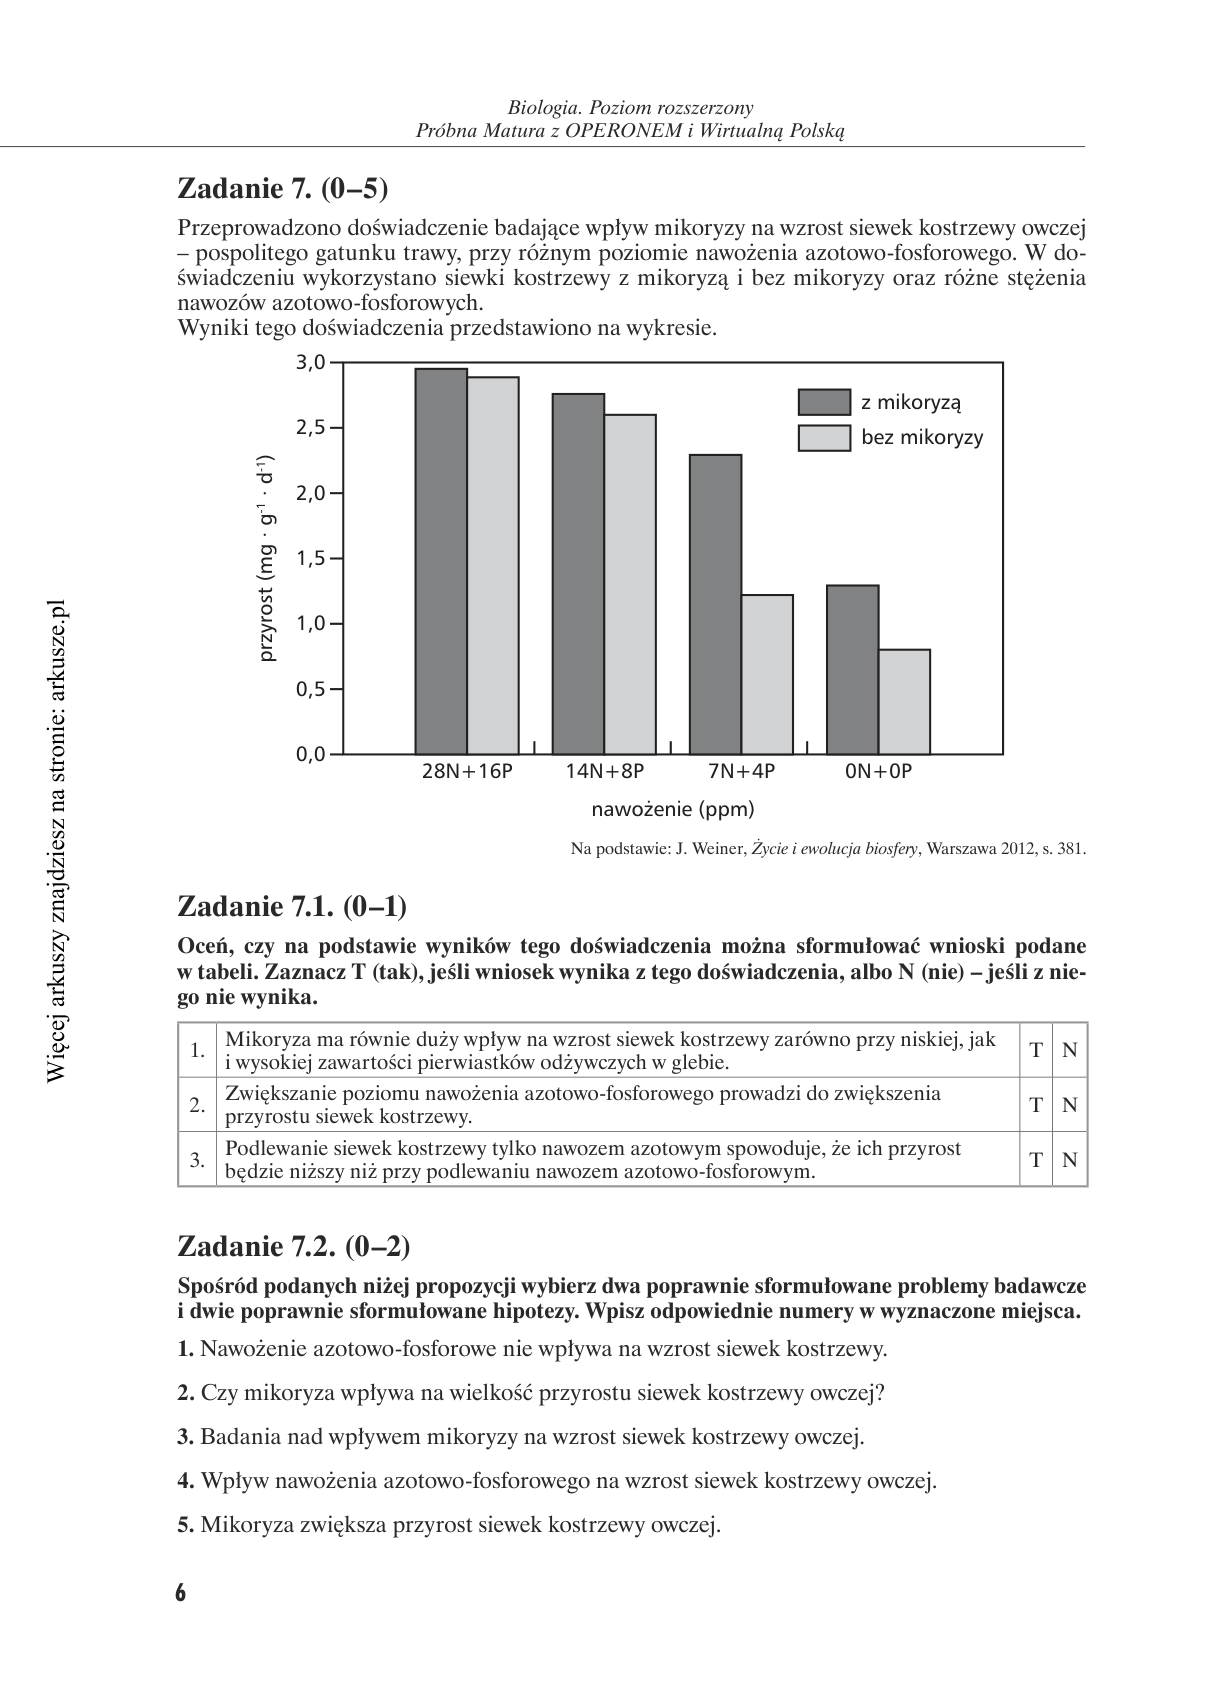 Biologia. Poziom rozszerzony
Próbna Matura z OPERONEM i Wirtualną Polską
Zadanie 7. (0–5)
Przeprowadzono doświadczenie badające wpływ mikoryzy na wzrost siewek kostrzewy owczej
– pospolitego gatunku trawy, przy różnym poziomie nawożenia azotowo-fosforowego. W do-
świadczeniu wykorzystano siewki kostrzewy z mikoryzą i bez mikoryzy oraz różne stężenia
nawozów azotowo-fosforowych.
Wyniki tego doświadczenia przedstawiono na wykresie.
3,0
2,5
2,0
1,5
1,0
0,5
0,0
przyrost (mg · g⁻¹ · d⁻¹)
z mikoryzą
bez mikoryzy
28N+16P 14N+8P 7N+4P 0N+0P
nawożenie (ppm)
Na podstawie: J. Weiner, Życie i ewolucja biosfery, Warszawa 2012, s. 381.
Zadanie 7.1. (0–1)
Oceń, czy na podstawie wyników tego doświadczenia można sformułować wnioski podane
w tabeli. Zaznacz T (tak), jeśli wniosek wynika z tego doświadczenia, albo N (nie) – jeśli z nie-
go nie wynika.
1. Mikoryza ma równie duży wpływ na wzrost siewek kostrzewy zarówno przy niskiej, jak
i wysokiej zawartości pierwiastków odżywczych w glebie. T N
2. Zwiększanie poziomu nawożenia azotowo-fosforowego prowadzi do zwiększenia
przyrostu siewek kostrzewy. T N
3. Podlewanie siewek kostrzewy tylko nawozem azotowym spowoduje, że ich przyrost
będzie niższy niż przy podlewaniu nawozem azotowo-fosforowym. T N
Zadanie 7.2. (0–2)
Spośród podanych niżej propozycji wybierz dwa poprawnie sformułowane problemy badawcze
i dwie poprawnie sformułowane hipotezy. Wpisz odpowiednie numery w wyznaczone miejsca.
1. Nawożenie azotowo-fosforowe nie wpływa na wzrost siewek kostrzewy.
2. Czy mikoryza wpływa na wielkość przyrostu siewek kostrzewy owczej?
3. Badania nad wpływem mikoryzy na wzrost siewek kostrzewy owczej.
4. Wpływ nawożenia azotowo-fosforowego na wzrost siewek kostrzewy owczej.
5. Mikoryza zwiększa przyrost siewek kostrzewy owczej.
6
Więcej arkuszy znajdziesz na stronie: arkusze.pl